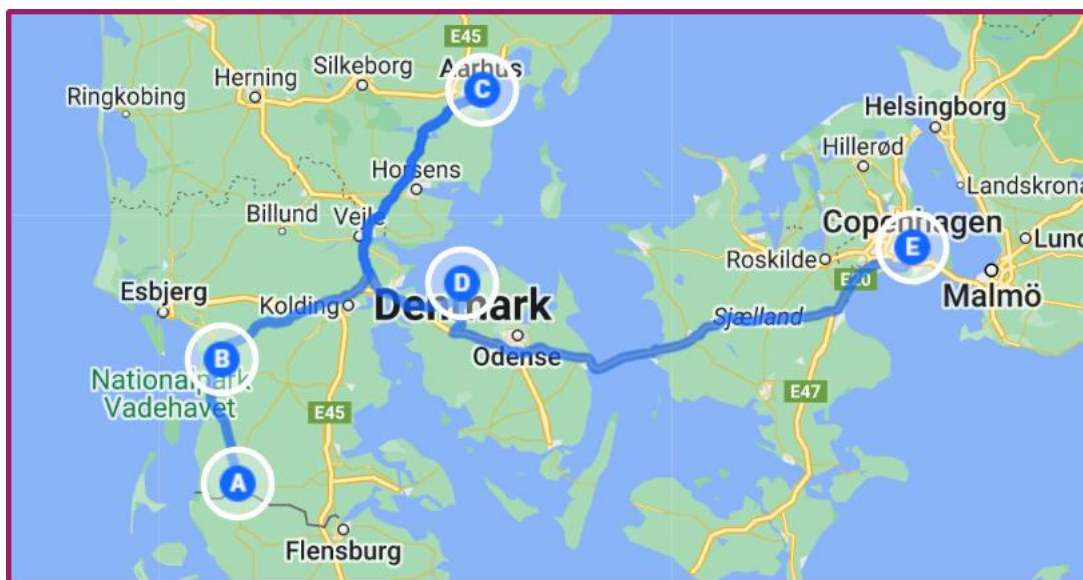 E45
Aarhus
C
Silkeborg
Herning
Ringkobing
Helsingborg
Hillerød
Horsens
Landskrona
Billund
Vejle
Copenhagen
E
Lund
Roskilde
E20
Malmö
D
Esbjerg
Kolding
Denmark
Sjælland
Odense
B
Nationalpark
Vadehavet
E45
E47
A
Flensburg